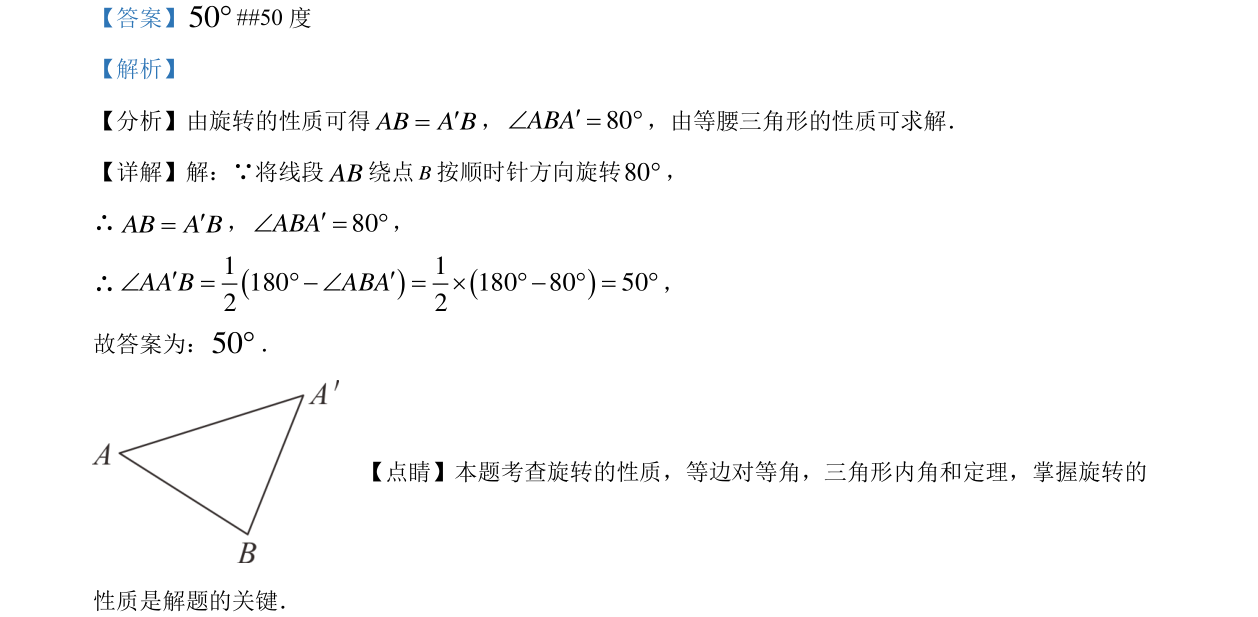 【答案】50°##50 度
【解析】
【分析】由旋转的性质可得 AB = A′B，∠ABA′ = 80°，由等腰三角形的性质可求解．
【详解】解：∵将线段 AB 绕点 B 按顺时针方向旋转80°，
∴ AB = A′B，∠ABA′ = 80°，
∴ ∠AA′B = 1/2(180° − ∠ABA′) = 1/2×(180° − 80°) = 50°，
故答案为：50°．
A′
A
【点睛】本题考查旋转的性质，等边对等角，三角形内角和定理，掌握旋转的
B
性质是解题的关键．